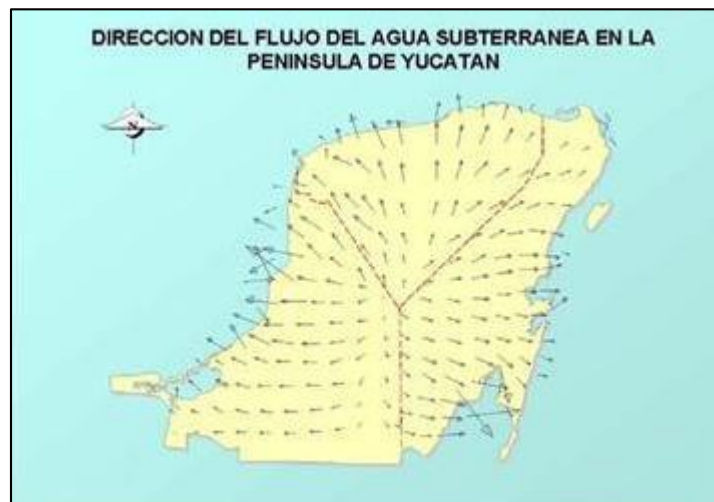 DIRECCION DEL FLUJO DEL AGUA SUBTERRANEA EN LA
PENINSULA DE YUCATAN
N